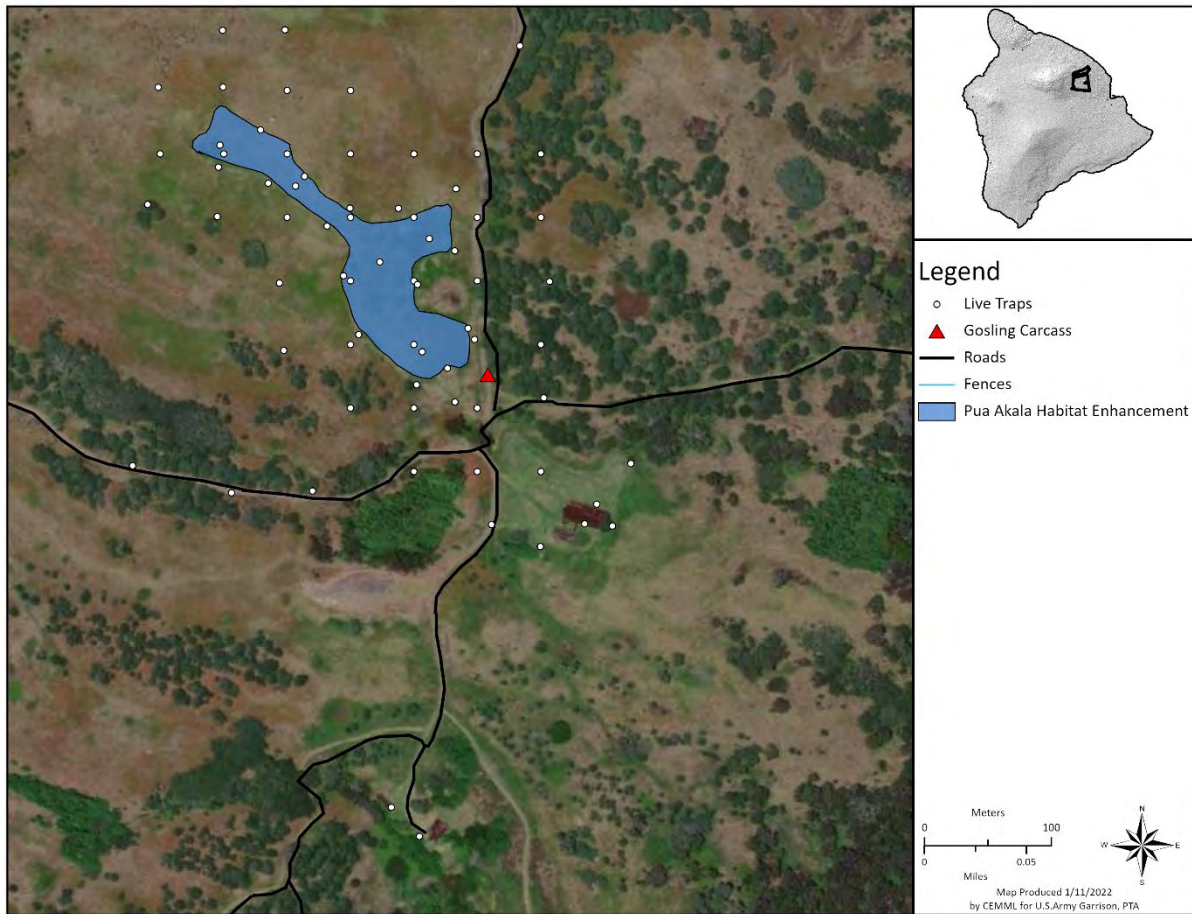 Legend
Live Traps
Gosling Carcass
Roads
Fences
Pua Akala Habitat Enhancement
Meters
0 100
0 0.05
Miles
N
W E
S
Map Produced 1/11/2022
by CEMML for U.S.Army Garrison, PTA